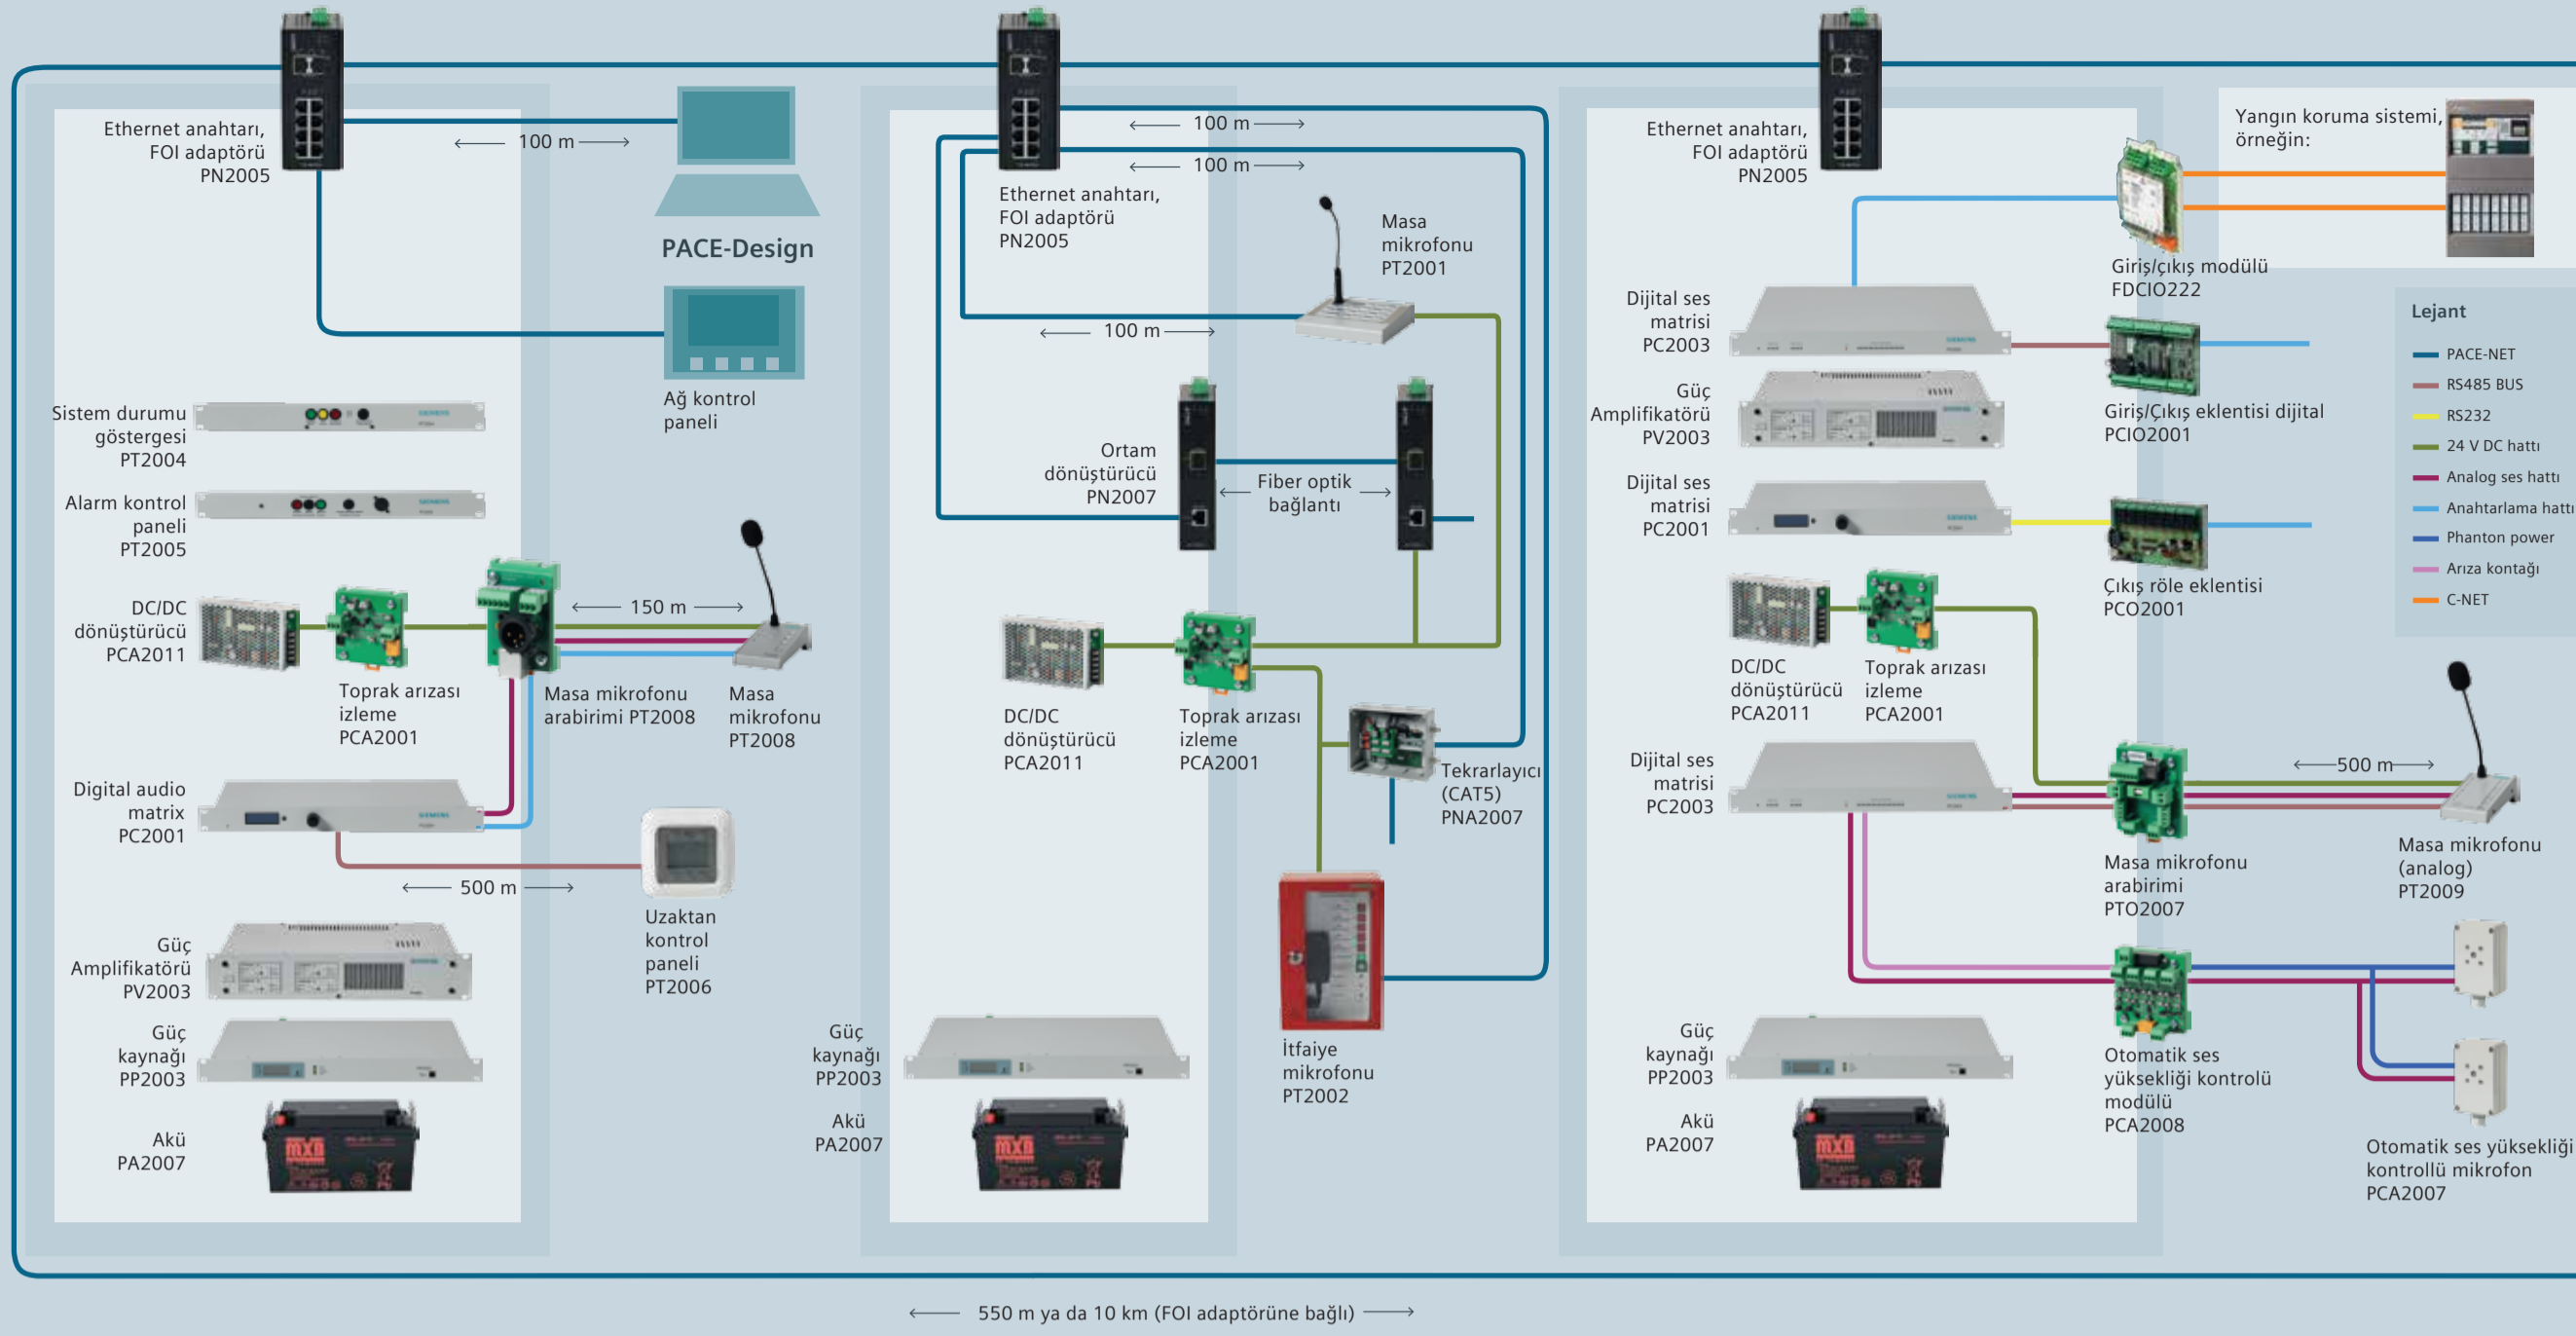 Ethernet anahtarı,
FOI adaptörü
PN2005
100 m
PACE-Design
Ağ kontrol
paneli
Sistem durumu
göstergesi
PT2004
SIEMENS
Alarm kontrol
paneli
PT2005
SIEMENS
DC/DC
dönüştürücü
PCA2011
Toprak arızası
izleme
PCA2001
Masa mikrofonu
arabirimi PT2008
150 m
Masa
mikrofonu
PT2008
Digital audio
matrix
PC2001
SIEMENS
500 m
Uzaktan
kontrol
paneli
PT2006
Güç
Amplifikatörü
PV2003
Güç
kaynağı
PP2003
Akü
PA2007
MXB
100 m
100 m
Ethernet anahtarı,
FOI adaptörü
PN2005
Masa
mikrofonu
PT2001
100 m
Ortam
dönüştürücü
PN2007
Fiber optik
bağlantı
DC/DC
dönüştürücü
PCA2011
Toprak arızası
izleme
PCA2001
Tekrarlayıcı
(CAT5)
PNA2007
İtfaiye
mikrofonu
PT2002
Güç
kaynağı
PP2003
Akü
PA2007
MXB
Ethernet anahtarı,
FOI adaptörü
PN2005
Yangın koruma sistemi,
örneğin:
Giriş/çıkış modülü
FDCIO222
Dijital ses
matrisi
PC2003
SIEMENS
Giriş/Çıkış eklentisi dijital
PCIO2001
Güç
Amplifikatörü
PV2003
Dijital ses
matrisi
PC2001
SIEMENS
Çıkış röle eklentisi
PCO2001
DC/DC
dönüştürücü
PCA2011
Toprak arızası
izleme
PCA2001
Dijital ses
matrisi
PC2003
SIEMENS
500 m
Masa mikrofonu
arabirimi
PTO2007
Masa mikrofonu
(analog)
PT2009
Güç
kaynağı
PP2003
Akü
PA2007
MXB
Otomatik ses
yüksekliği kontrolü
modülü
PCA2008
Otomatik ses yüksekliği
kontrollü mikrofon
PCA2007
Lejant
PACE-NET
RS485 BUS
RS232
24 V DC hattı
Analog ses hattı
Anahtarlama hattı
Phanton power
Arıza kontağı
C-NET
550 m ya da 10 km (FOI adaptörüne bağlı)